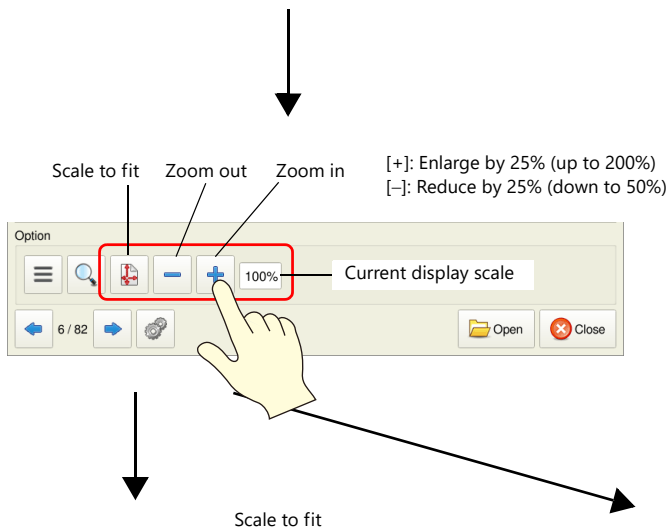 Scale to fit Zoom out Zoom in
[+]: Enlarge by 25% (up to 200%)
[–]: Reduce by 25% (down to 50%)
Option
100%
Current display scale
6 / 82
Open
Close
Scale to fit